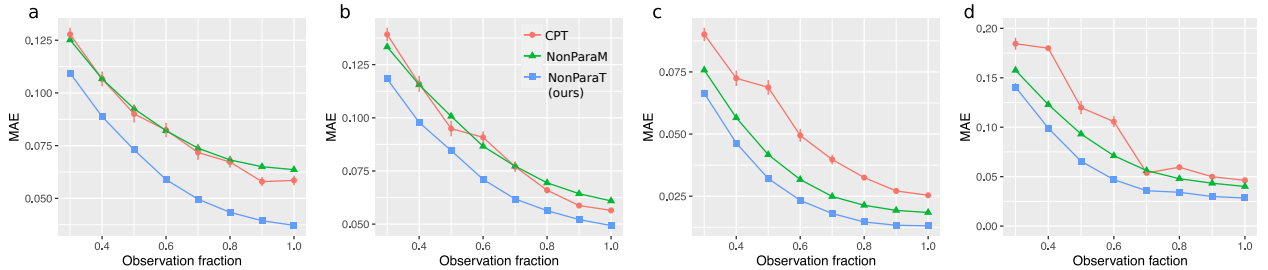 a
MAE
0.125
0.100
0.075
0.050
0.4
0.6
0.8
1.0
Observation fraction
b
MAE
0.125
0.100
0.075
0.050
0.4
0.6
0.8
1.0
Observation fraction
CPT
NonParaM
NonParaT
(ours)
c
MAE
0.075
0.050
0.025
0.4
0.6
0.8
1.0
Observation fraction
d
MAE
0.20
0.15
0.10
0.05
0.00
0.4
0.6
0.8
1.0
Observation faction